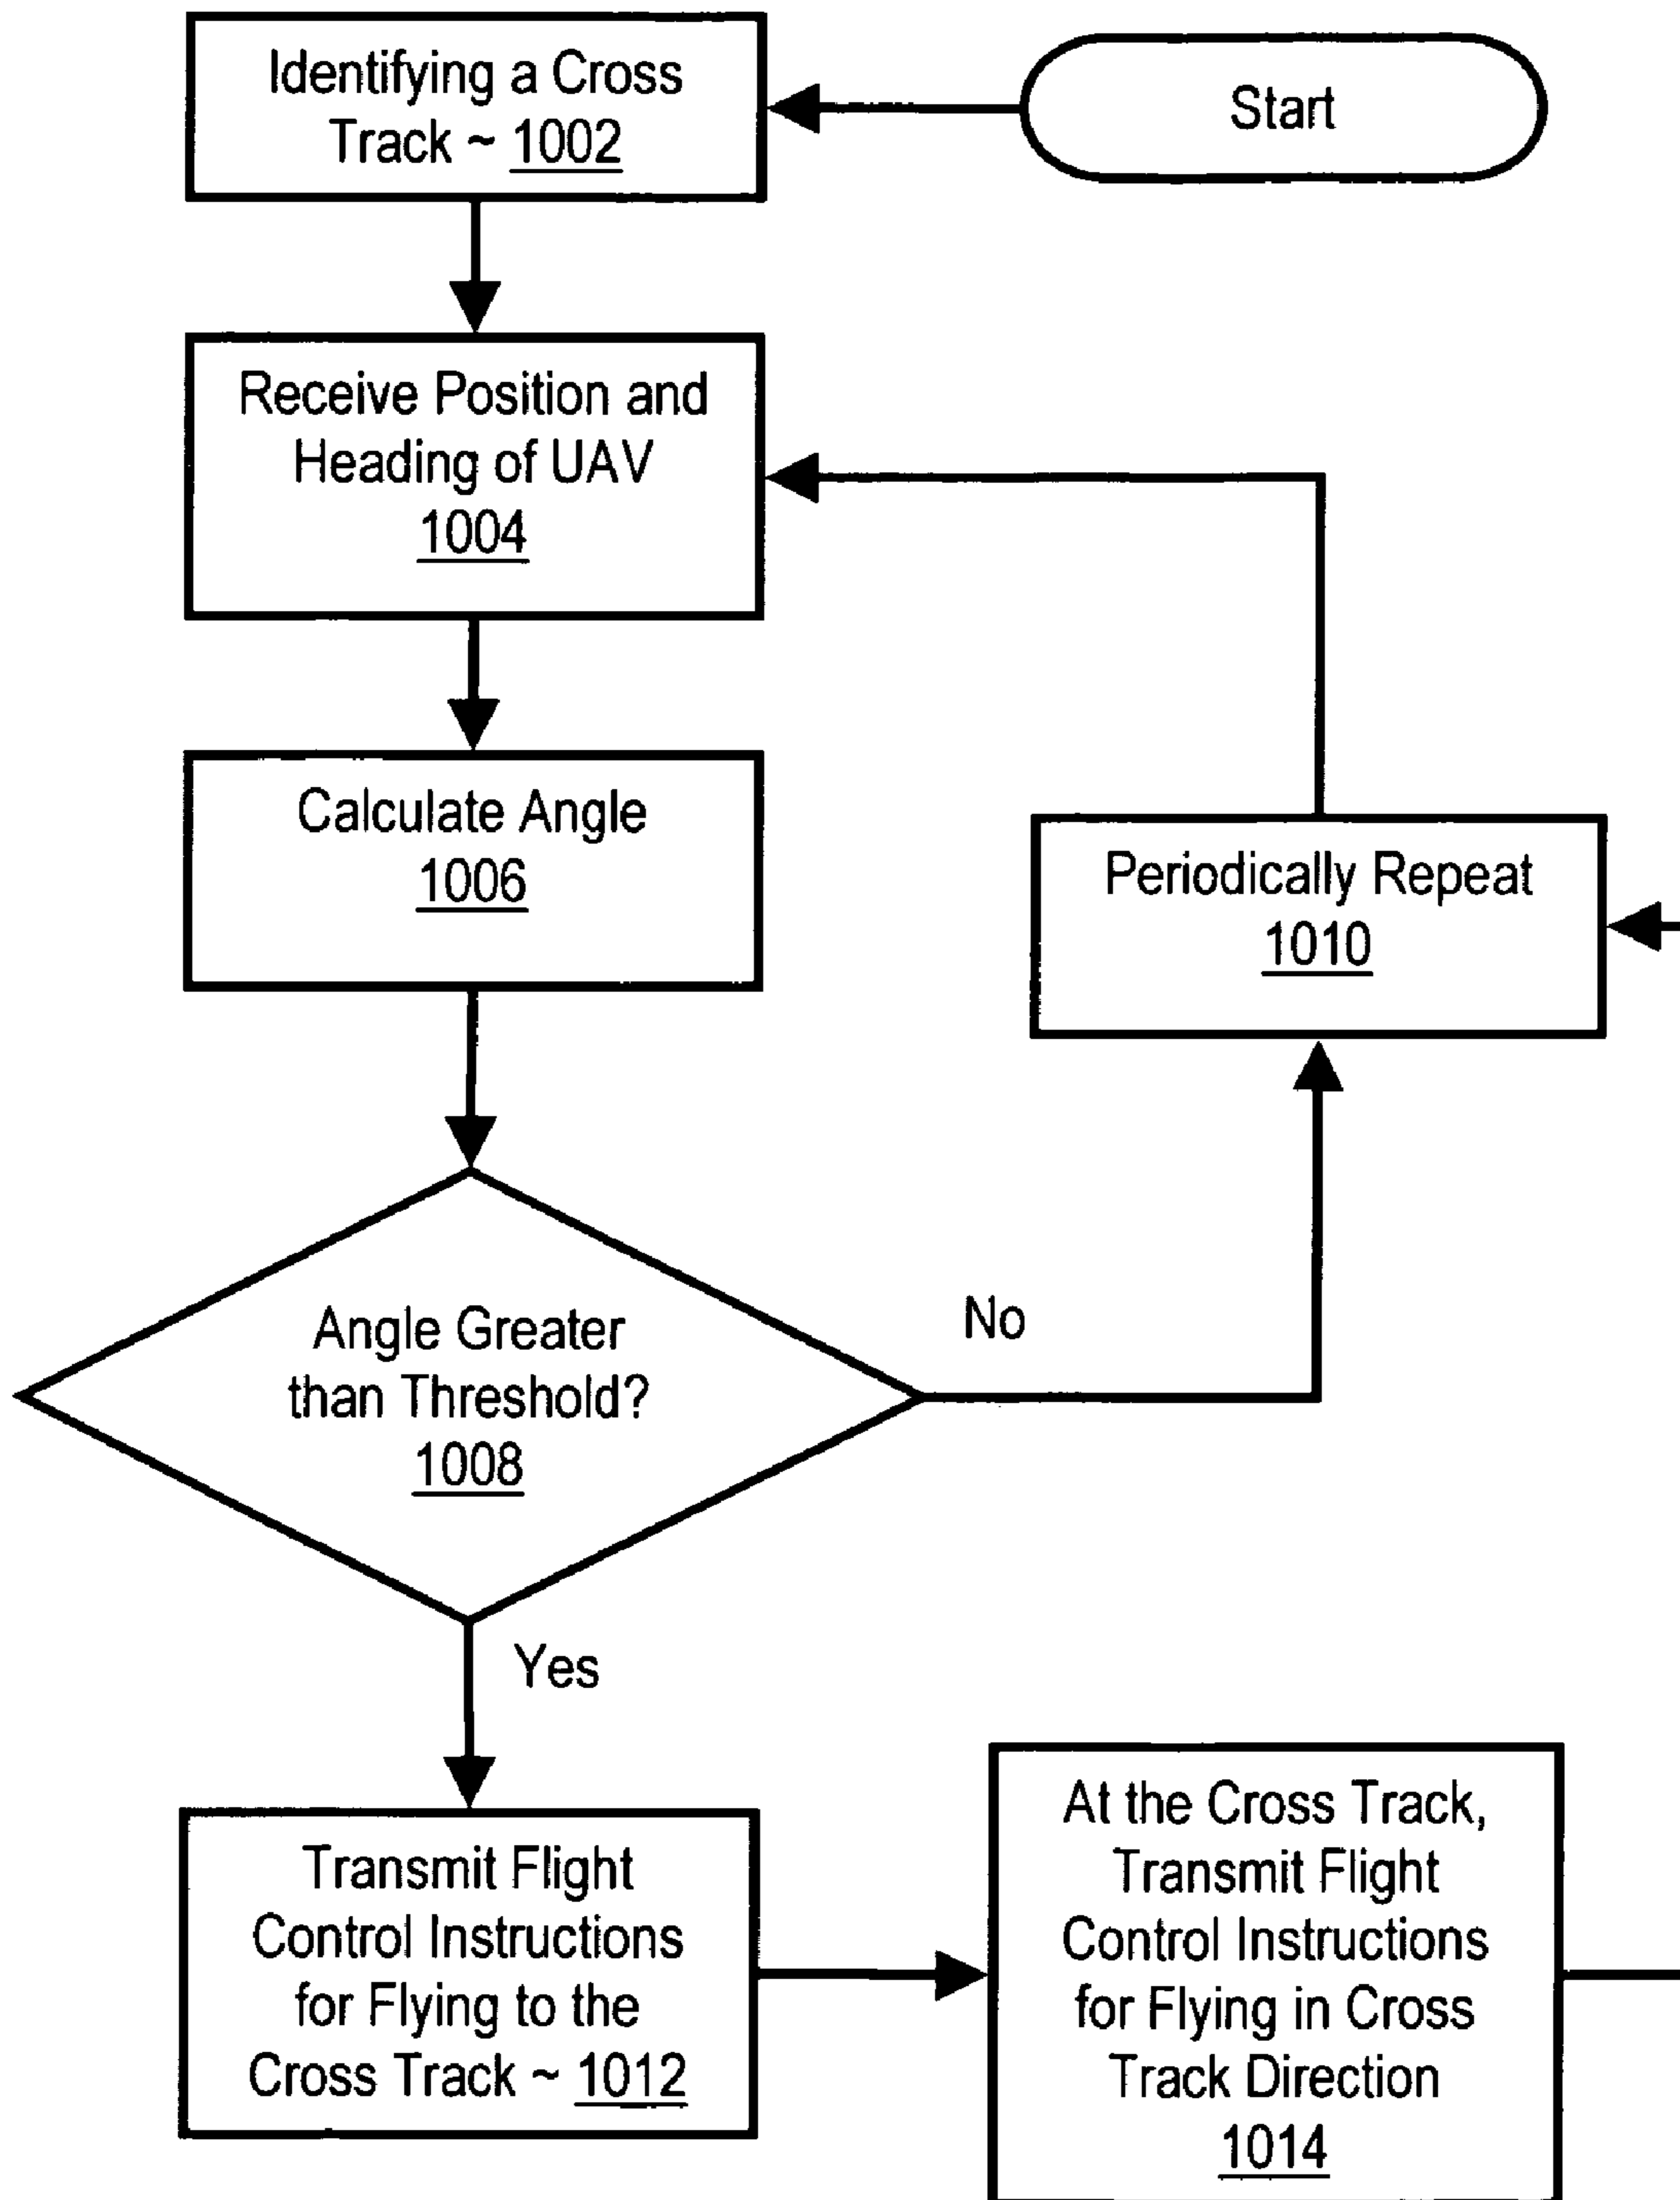 Start
Identifying a Cross
Track ~ 1002
Receive Position and
Heading of UAV
1004
Calculate Angle
1006
Periodically Repeat
1010
Angle Greater
than Threshold?
1008
No
Yes
Transmit Flight
Control Instructions
for Flying to the
Cross Track ~ 1012
At the Cross Track,
Transmit Flight
Control Instructions
for Flying in Cross
Track Direction
1014